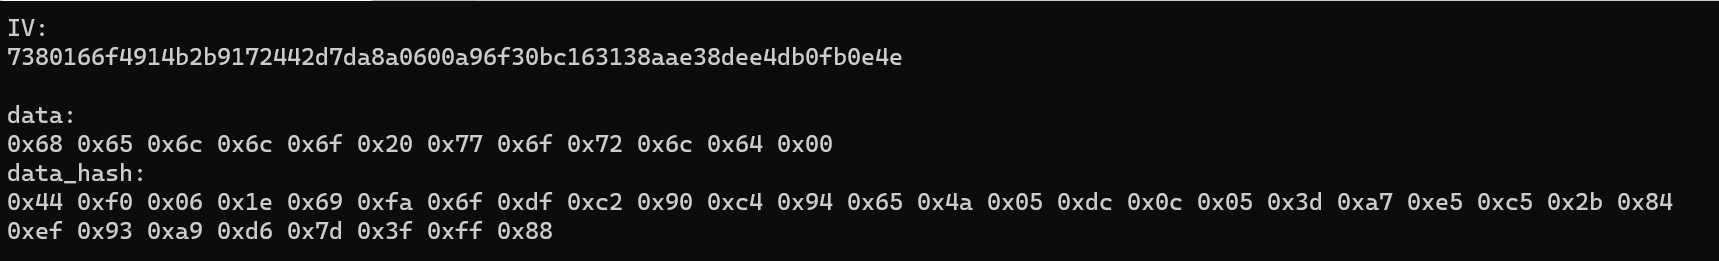 IV:
7380166f4914b2b9172442d7da8a0600a96f30bc163138aae38dee4db0fb0e4e
data:
0x68 0x65 0x6c 0x6c 0x6f 0x20 0x77 0x6f 0x72 0x6c 0x64 0x00
data_hash:
0x44 0xf0 0x06 0x1e 0x69 0xfa 0x6f 0xdf 0xc2 0x90 0xc4 0x94 0x65 0x4a 0x05 0xdc 0x0c 0x05 0x3d 0xa7 0xe5 0xc5 0x2b 0x84
0xef 0x93 0xa9 0xd6 0x7d 0x3f 0xff 0x88